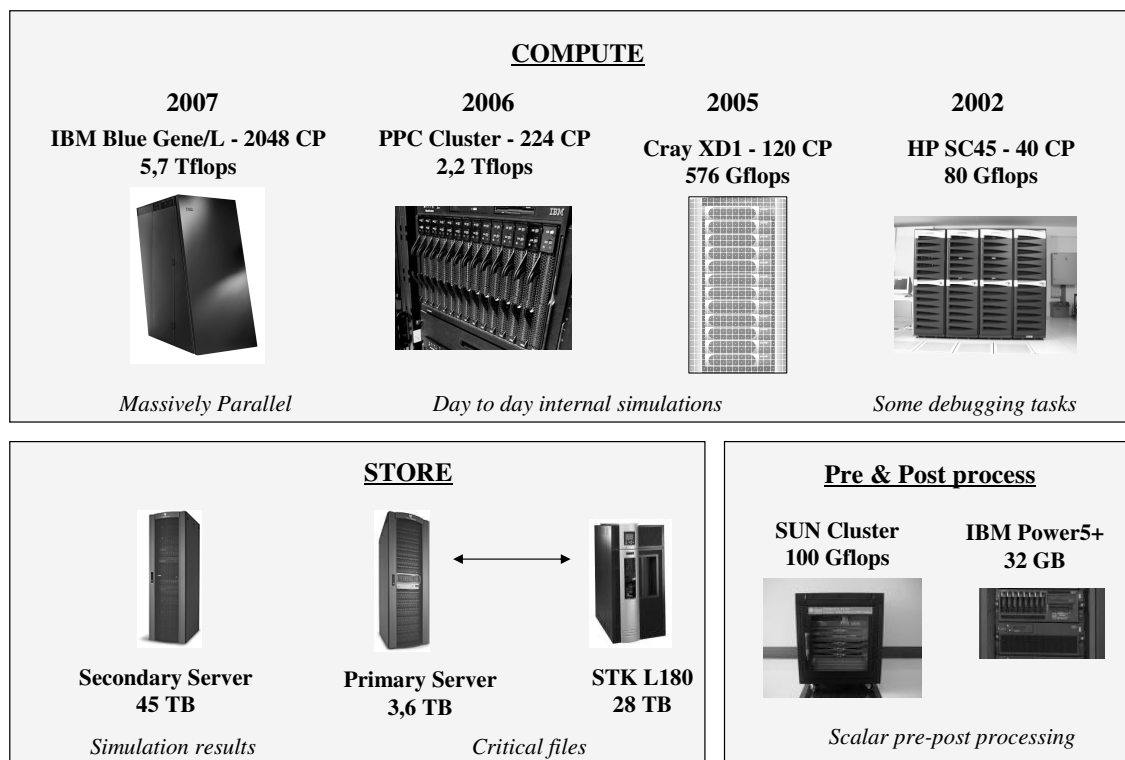 COMPUTE
2007
IBM Blue Gene/L - 2048 CP
5,7 Tflops
2006
PPC Cluster - 224 CP
2,2 Tflops
2005
Cray XD1 - 120 CP
576 Gflops
2002
HP SC45 - 40 CP
80 Gflops
IBM
Massively Parallel
Day to day internal simulations
Some debugging tasks
STORE
Secondary Server
45 TB
Primary Server
3,6 TB
STK L180
28 TB
Simulation results
Critical files
Pre & Post process
SUN Cluster
100 Gflops
IBM Power5+
32 GB
Scalar pre-post processing